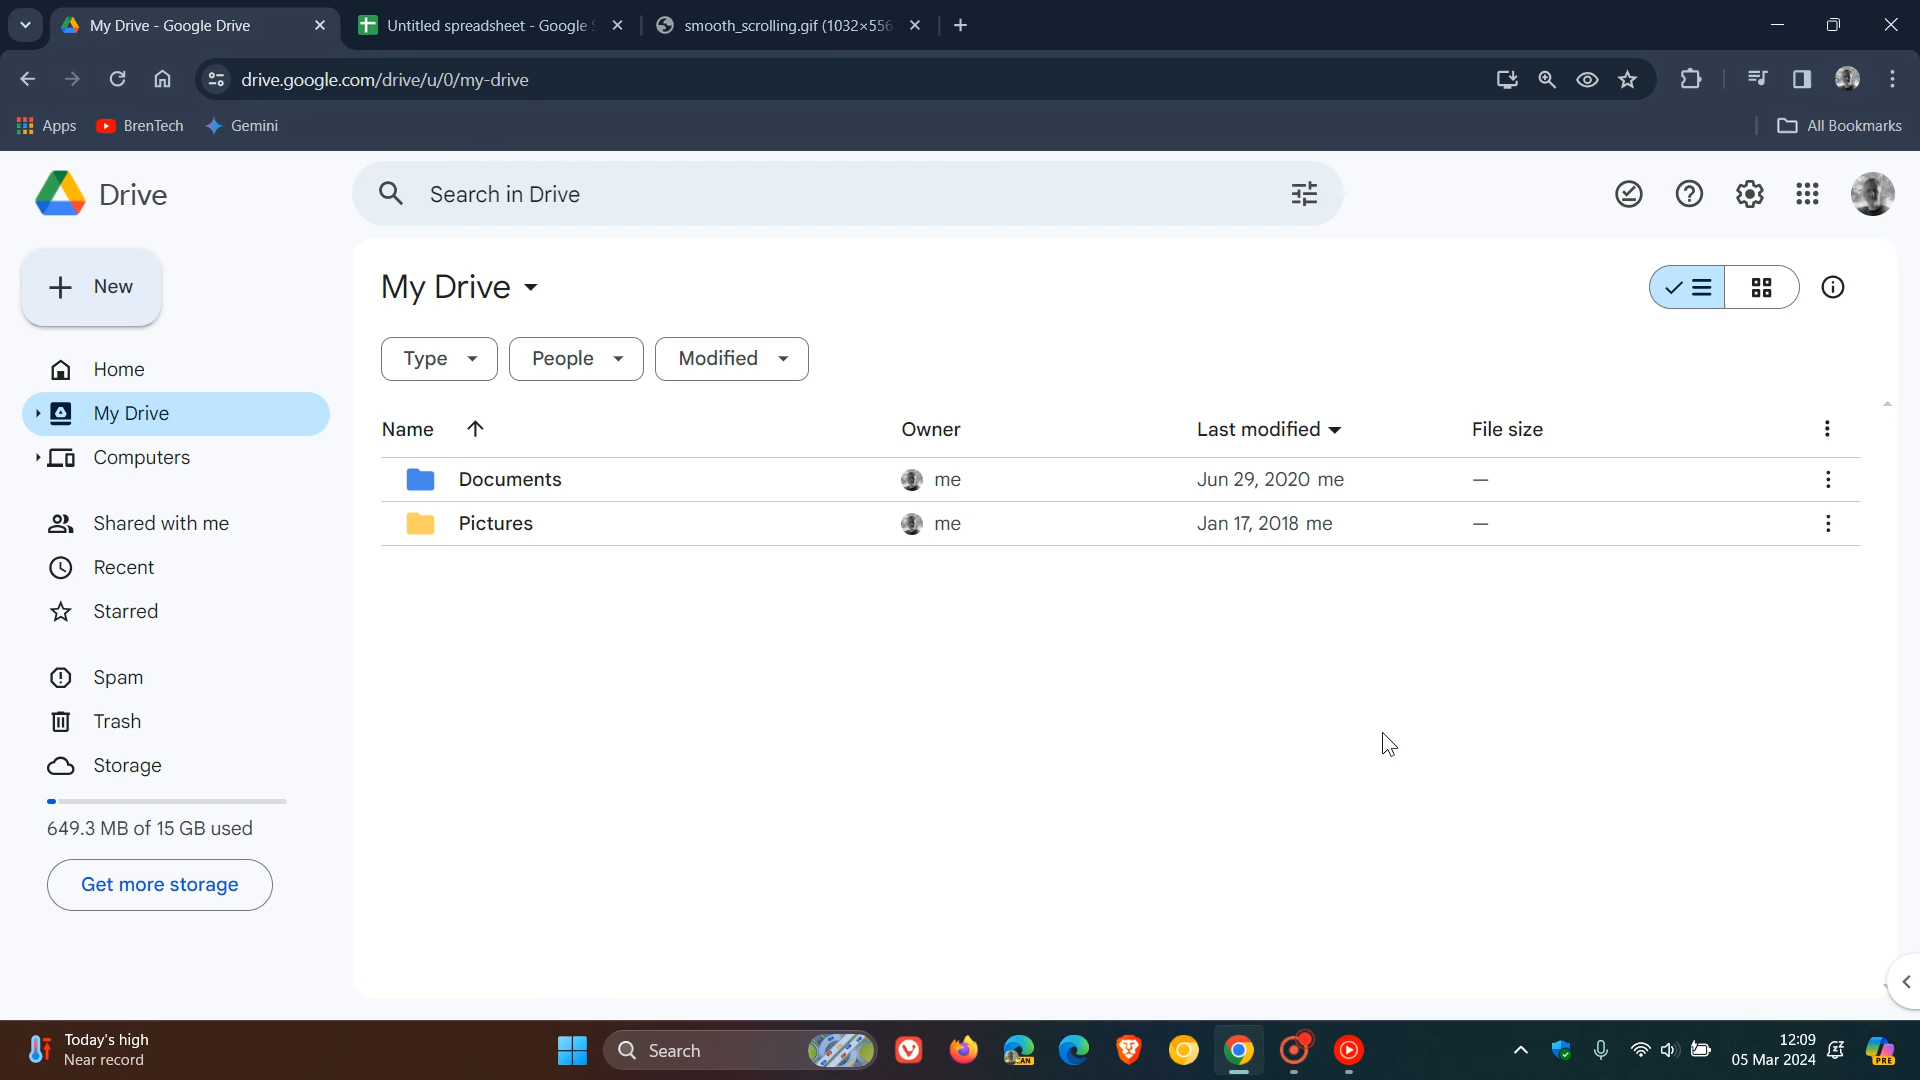 My Drive - Google Drive
Untitled spreadsheet - Google S
smooth_scrolling.gif (1032×556
drive.google.com/drive/u/0/my-drive
Apps
BrenTech
Gemini
All Bookmarks
Drive
Search in Drive
New
My Drive
Type
People
Modified
Home
My Drive
Computers
Shared with me
Recent
Starred
Spam
Trash
Storage
649.3 MB of 15 GB used
Get more storage
Name
Owner
Last modified
File size
Documents
me
Jun 29, 2020 me
—
Pictures
me
Jan 17, 2018 me
—
Today's high
Near record
Search
CAN
12:09
05 Mar 2024
PRE